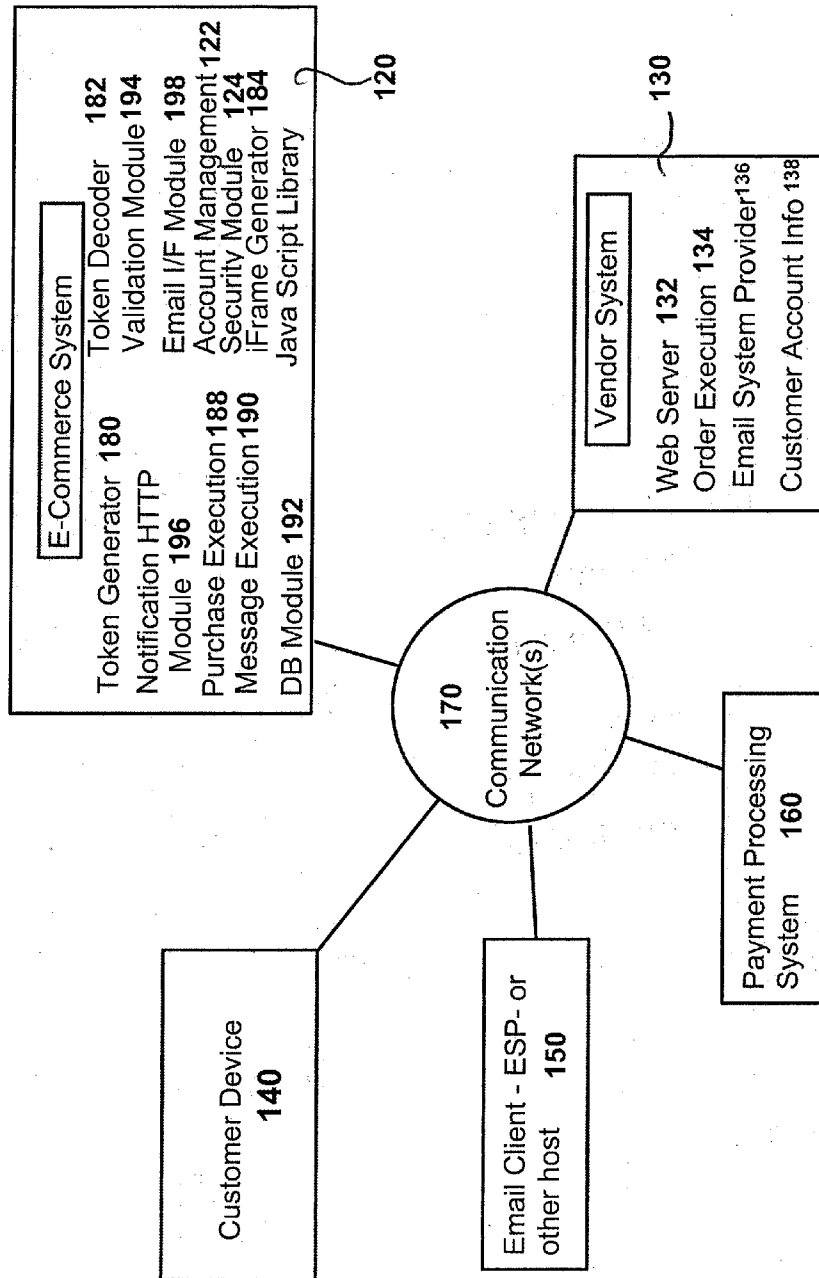 E-Commerce System
Token Generator 180
Notification HTTP
Module 196
Purchase Execution 188
Message Execution 190
DB Module 192
Token Decoder 182
Validation Module 194
Email I/F Module 198
Account Management 122
Security Module 124
iFrame Generator 184
Java Script Library
120
Customer Device
140
170
Communication
Network(s)
Email Client - ESP- or
other host 150
Payment Processing
System 160
Vendor System
Web Server 132
Order Execution 134
Email System Provider 136
Customer Account Info 138
130